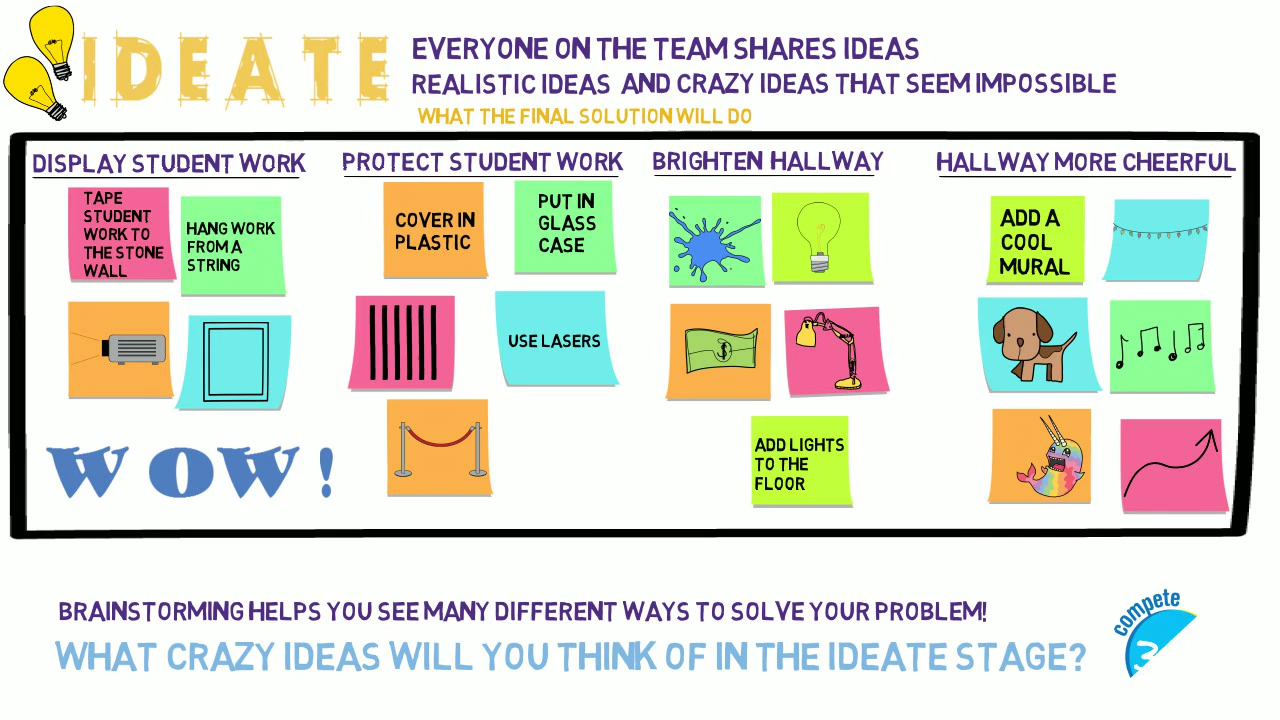 IDEATE
EVERYONE ON THE TEAM SHARES IDEAS
REALISTIC IDEAS AND CRAZY IDEAS THAT SEEM IMPOSSIBLE
WHAT THE FINAL SOLUTION WILL DO
DISPLAY STUDENT WORK
TAPE
STUDENT
WORK TO
THE STONE
WALL
HANG WORK
FROM A
STRING
WOW!
PROTECT STUDENT WORK
COVER IN
PLASTIC
PUT IN
GLASS
CASE
USE LASERS
BRIGHTEN HALLWAY
$
ADD LIGHTS
TO THE
FLOOR
HALLWAY MORE CHEERFUL
ADD A
COOL
MURAL
BRAINSTORMING HELPS YOU SEE MANY DIFFERENT WAYS TO SOLVE YOUR PROBLEM!
WHAT CRAZY IDEAS WILL YOU THINK OF IN THE IDEATE STAGE?
compete
3